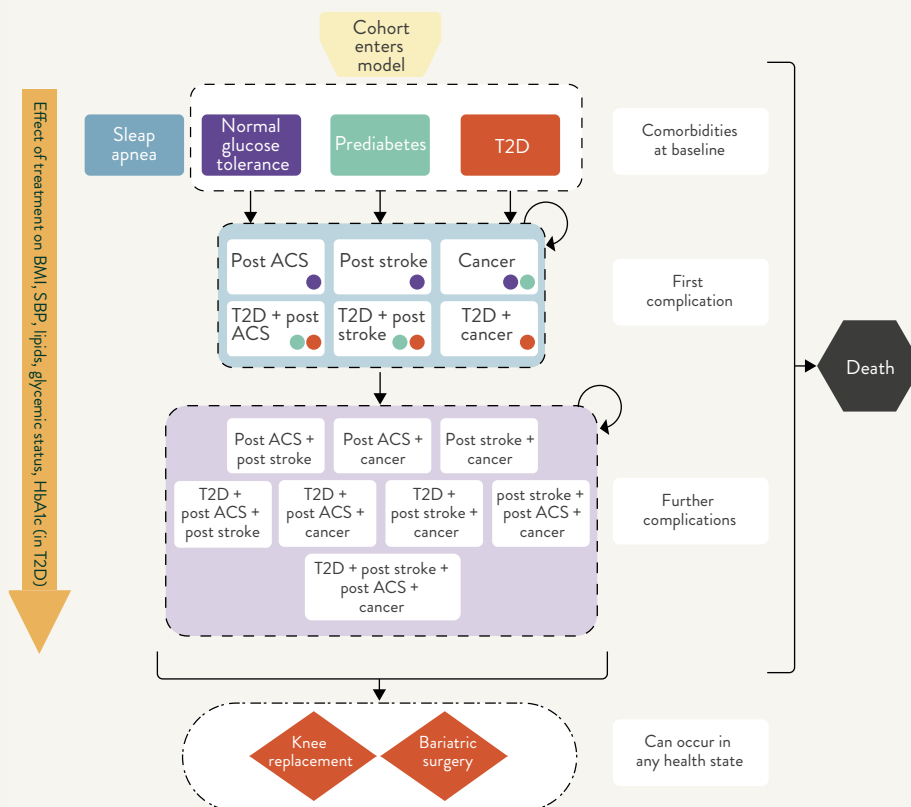 Cohort
enters
model
Effect of treatment on BMI, SBP, lipids, glycemic status, HbA1c (in T2D)
Sleap
apnea
Normal
glucose
tolerance
Prediabetes
T2D
Comorbidities
at baseline
Post ACS
Post stroke
Cancer
T2D + post
ACS
T2D + post
stroke
T2D +
cancer
First
complication
Death
Post ACS +
post stroke
Post ACS +
cancer
Post stroke +
cancer
T2D +
post ACS +
post stroke
T2D +
post ACS +
cancer
T2D +
post stroke +
cancer
post stroke +
post ACS +
cancer
T2D + post stroke +
post ACS +
cancer
Further
complications
Knee
replacement
Bariatric
surgery
Can occur in
any health state